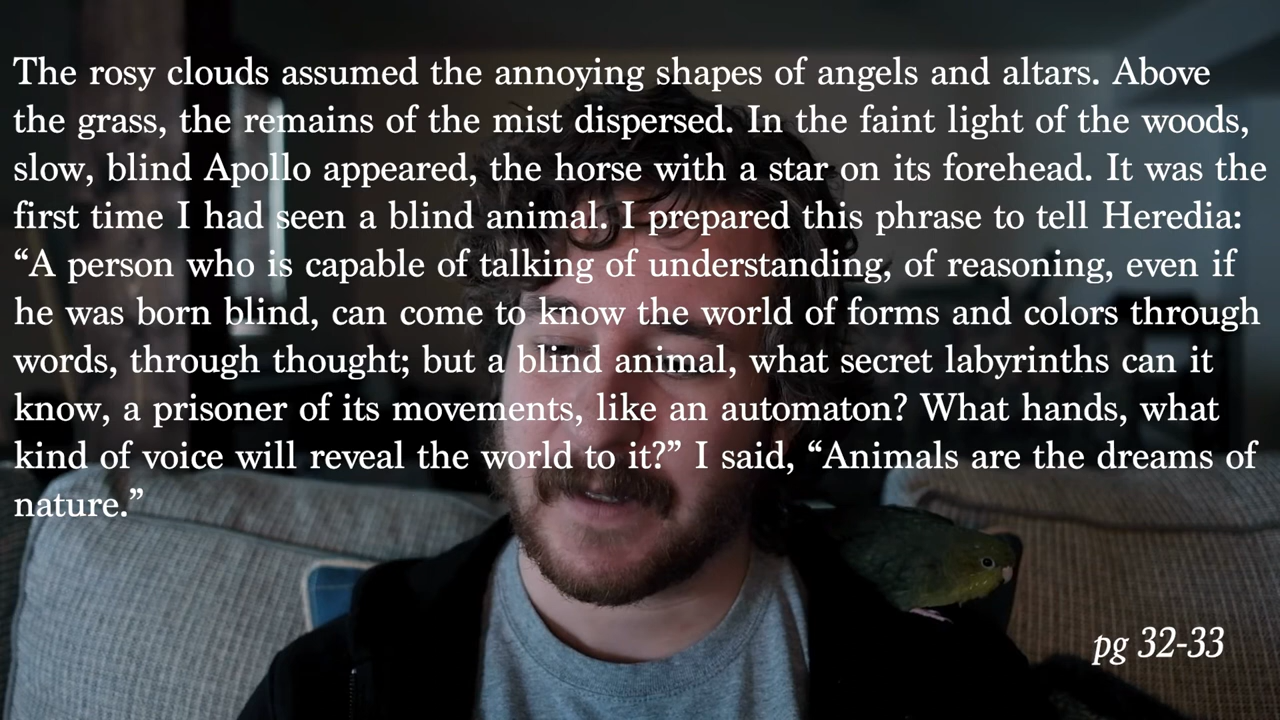 The rosy clouds assumed the annoying shapes of angels and altars. Above
the grass, the remains of the mist dispersed. In the faint light of the woods,
slow, blind Apollo appeared, the horse with a star on its forehead. It was the
first time I had seen a blind animal. I prepared this phrase to tell Heredia:
“A person who is capable of talking of understanding, of reasoning, even if
he was born blind, can come to know the world of forms and colors through
words, through thought; but a blind animal, what secret labyrinths can it
know, a prisoner of its movements, like an automaton? What hands, what
kind of voice will reveal the world to it?” I said, “Animals are the dreams of
nature.”
pg 32-33